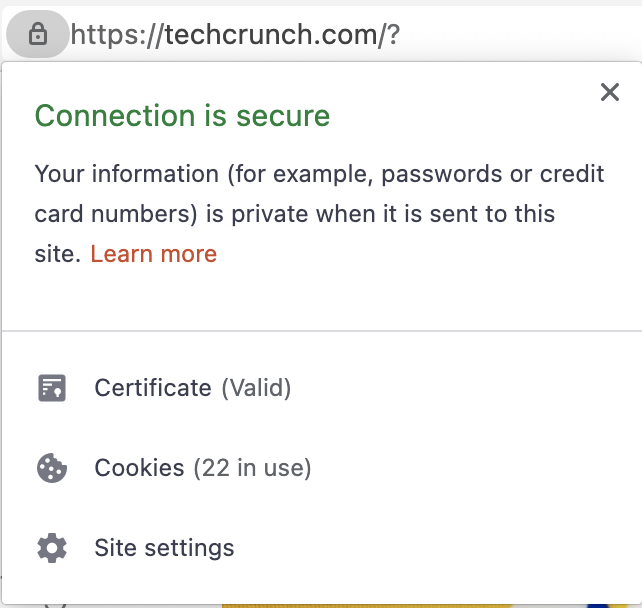 https://techcrunch.com/?
Connection is secure
Your information (for example, passwords or credit
card numbers) is private when it is sent to this
site. Learn more
Certificate (Valid)
Cookies (22 in use)
Site settings